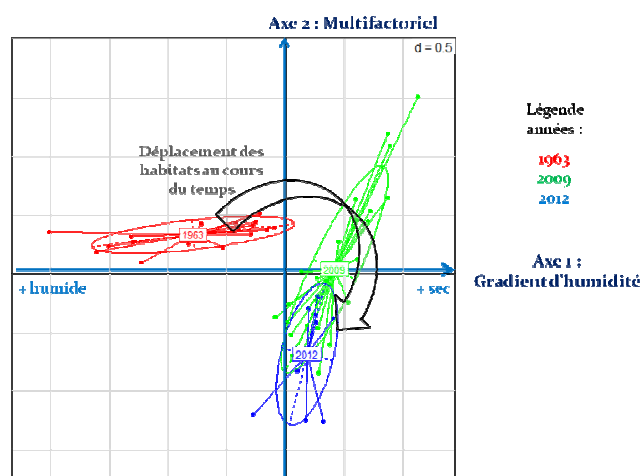 Axe 2 : Multifactoriel
d = 0.5
Déplacement des
habitats au cours
du temps
1963
2009
+ humide
+ sec
2012
Légende
années :
1963
2009
2012
Axe 1 :
Gradient d'humidité